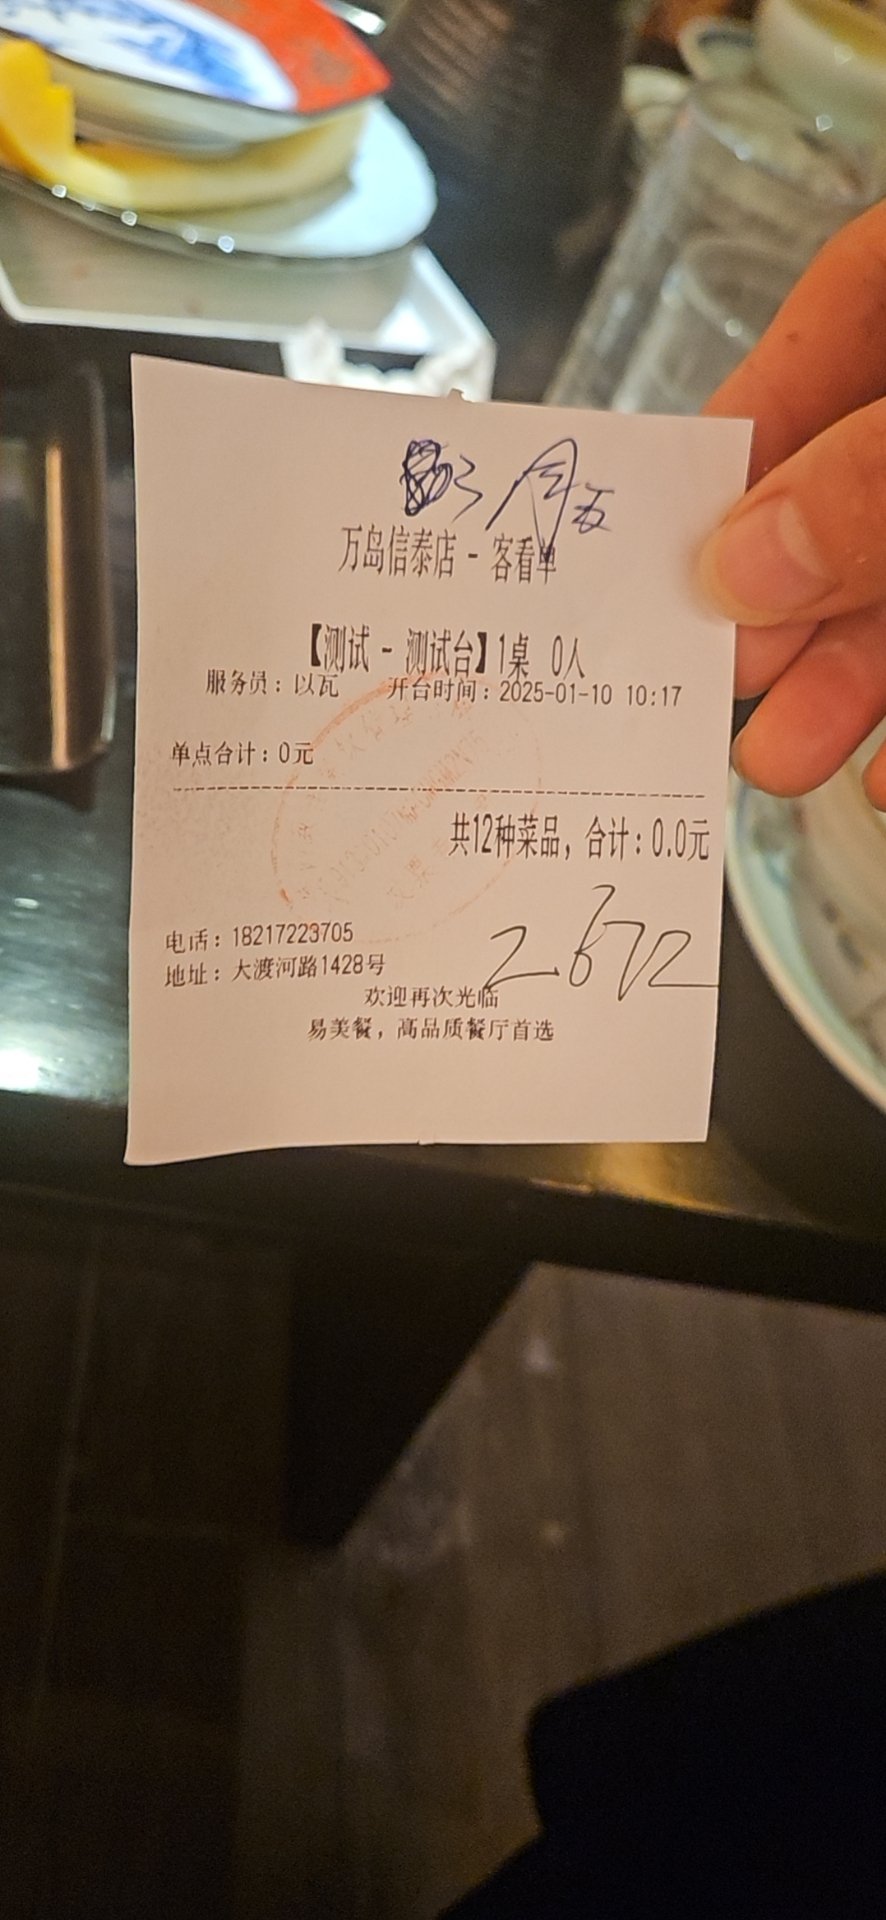 周五
万岛信泰店 - 客看单
【测试 - 测试台】1桌 0人
服务员：以瓦 开台时间：2025-01-10 10:17
单点合计：0元
共12种菜品，合计：0.0元
2672
电话：18217223705
地址：大渡河路1428号
欢迎再次光临
易美餐，高品质餐厅首选